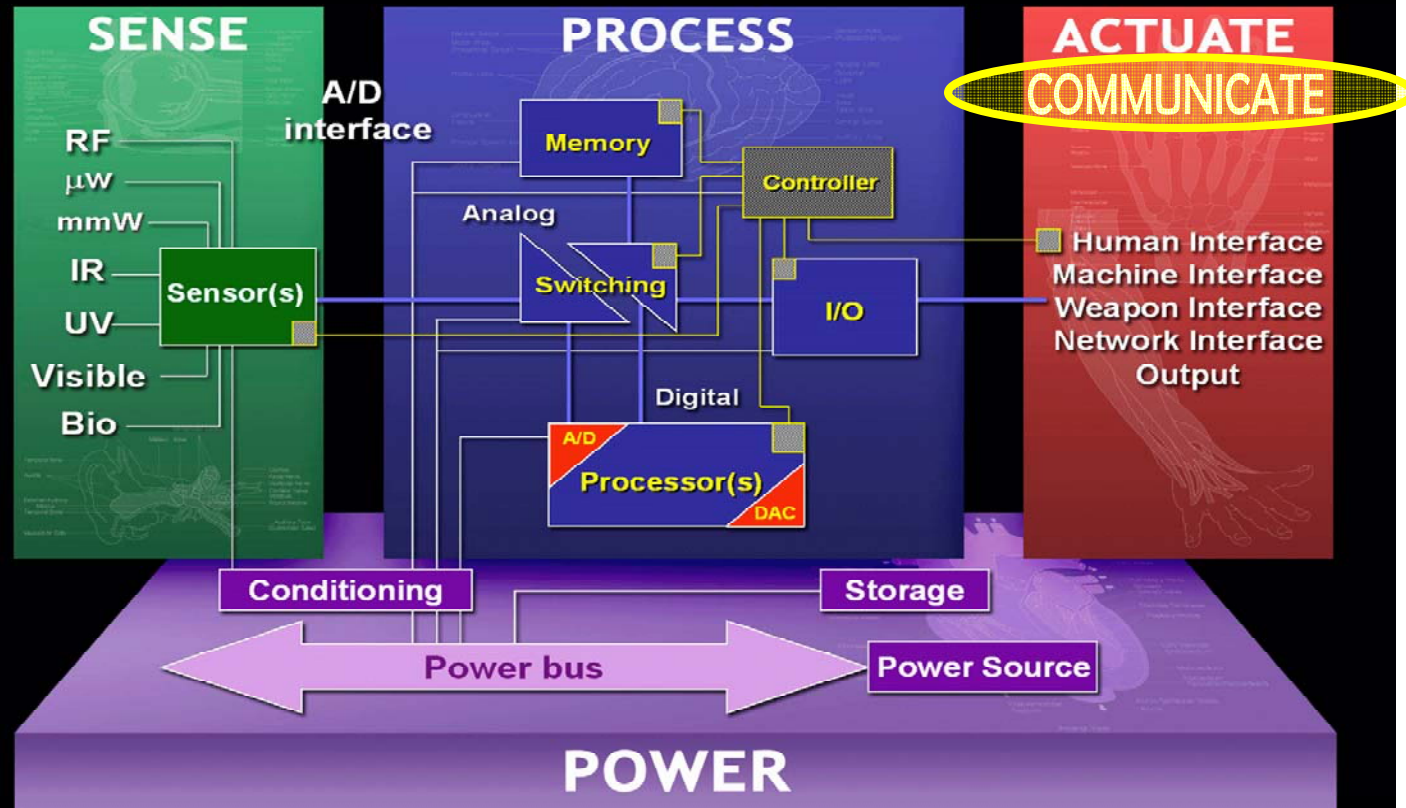 SENSE
PROCESS
ACTUATE
COMMUNICATE
A/D
interface
RF
μw
mmW
IR
UV
Visible
Bio
Sensor(s)
Memory
Controller
Analog
Switching
I/O
Digital
A/D
Processor(s)
DAC
Human Interface
Machine Interface
Weapon Interface
Network Interface
Output
Conditioning
Storage
Power bus
Power Source
POWER